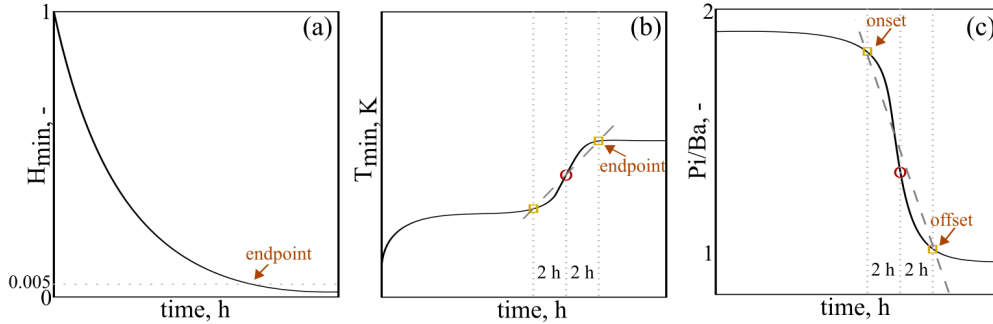 1
(a)
Hmin, -
endpoint
0.005
0
time, h
(b)
Tmin, K
endpoint
2 h
2 h
time, h
2
(c)
onset
Pi/Ba, -
offset
1
2 h
2 h
time, h